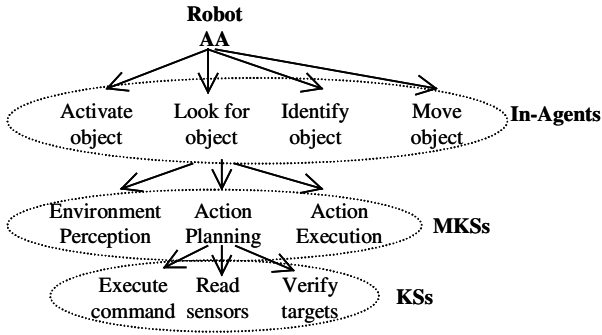 Robot
AA
Activate Look for Identify Move
object object object object
In-Agents
Environment Action Action
Perception Planning Execution
MKSs
Execute Read Verify
command sensors targets
KSs